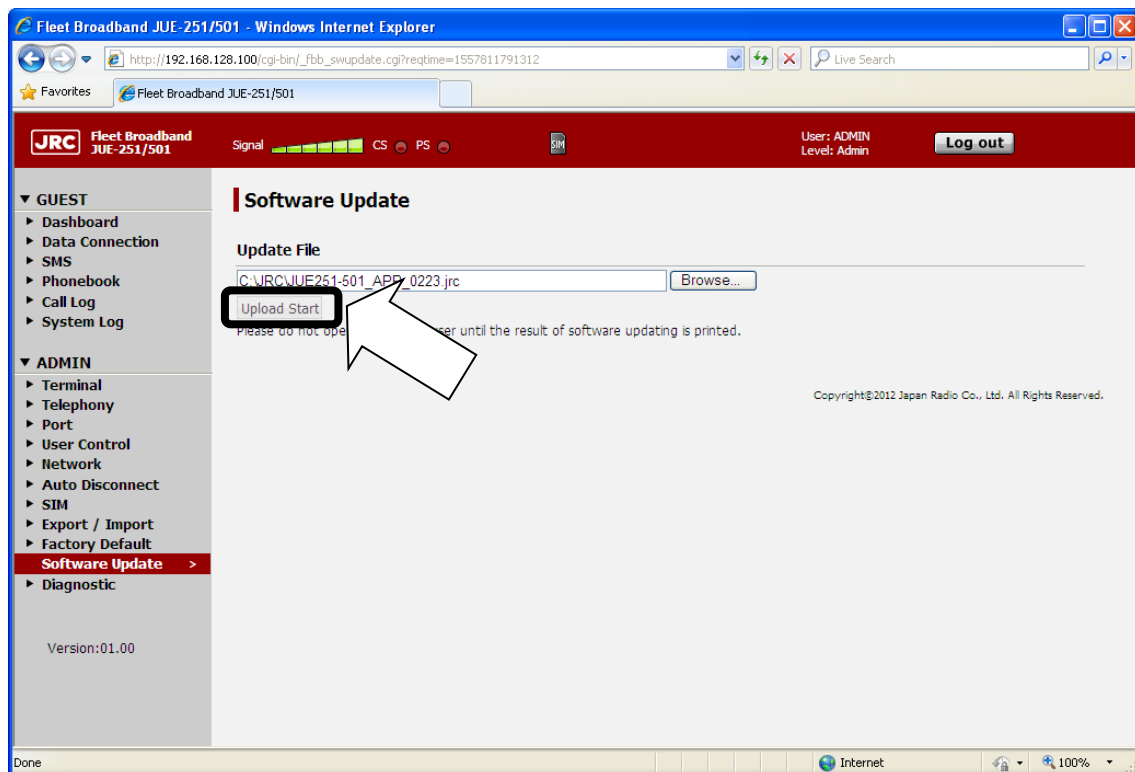 Fleet Broadband JUE-251/501 - Windows Internet Explorer
http://192.168.128.100/cgi-bin/_fbb_swupdate.cgi?reqtime=1557811791312
Live Search
Favorites
Fleet Broadband JUE-251/501
JRC
Fleet Broadband
JUE-251/501
Signal
CS
PS
SIM
User: ADMIN
Level: Admin
Log out
▼ GUEST
Dashboard
Data Connection
SMS
Phonebook
Call Log
System Log
▼ ADMIN
Terminal
Telephony
Port
User Control
Network
Auto Disconnect
SIM
Export / Import
Factory Default
Software Update >
Diagnostic
Version:01.00
Software Update
Update File
C:\JRC\JUE251-501_APP_0223.jrc
Browse...
Upload Start
Please do not until the result of software updating is printed.
Copyright©2012 Japan Radio Co., Ltd. All Rights Reserved.
Done
Internet
100%